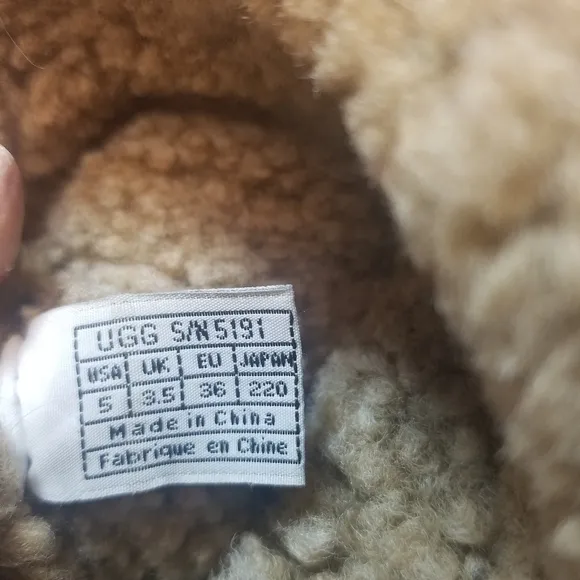 UGG S/N 5191
USA UK EU JAPAN
5 3.5 36 220
Made in China
Fabrique en Chine